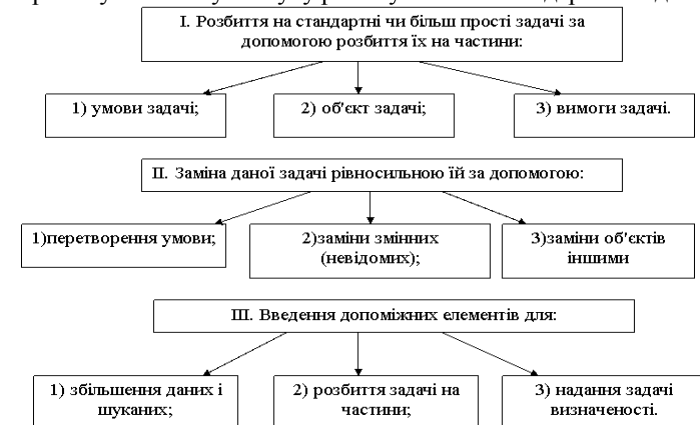 І. Розбиття на стандартні чи більш прості задачі за
допомогою розбиття їх на частини:
1) умови задачі;
2) об'єкт задачі;
3) вимоги задачі.
ІІ. Заміна даної задачі рівносильною їй за допомогою:
1)перетворення умови;
2)заміни змінних
(невідомих);
3)заміни об'єктів
іншими
ІІІ. Введення допоміжних елементів для:
1) збільшення даних і
шуканих;
2) розбиття задачі на
частини;
3) надання задачі
визначеності.